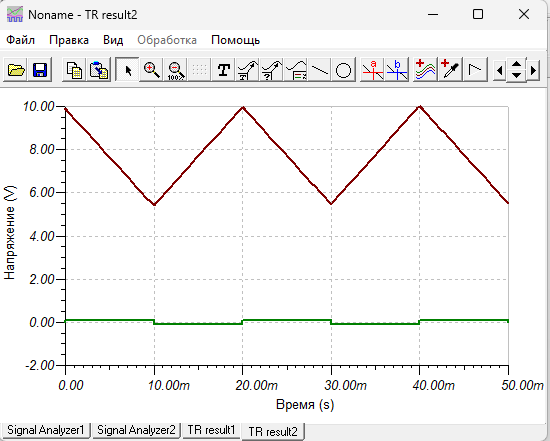 Noname - TR result2
Файл Правка Вид Обработка Помощь
100% T T ? a b
10.00
8.00
6.00
4.00
2.00
0.00
-2.00
Напряжение (V)
0.00 10.00m 20.00m 30.00m 40.00m 50.00m
Время (s)
Signal Analyzer1 Signal Analyzer2 TR result1 TR result2